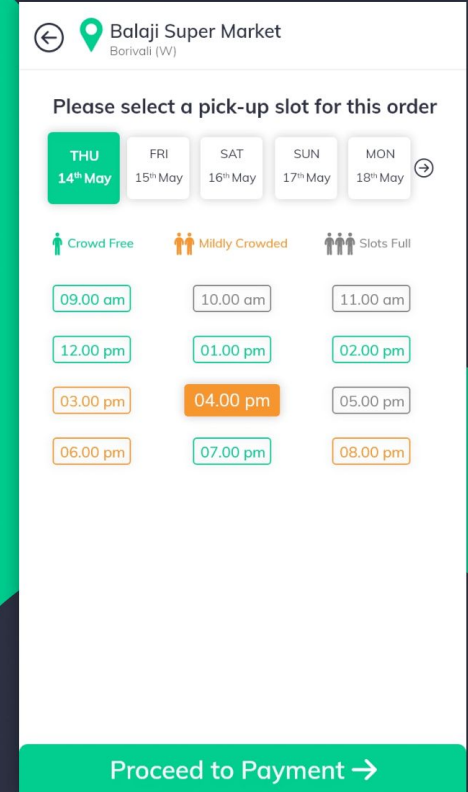 Balaji Super Market
Borivali (W)
Please select a pick-up slot for this order
THU FRI SAT SUN MON
14th May 15th May 16th May 17th May 18th May
Crowd Free Mildly Crowded Slots Full
09.00 am 10.00 am 11.00 am
12.00 pm 01.00 pm 02.00 pm
03.00 pm 04.00 pm 05.00 pm
06.00 pm 07.00 pm 08.00 pm
Proceed to Payment →